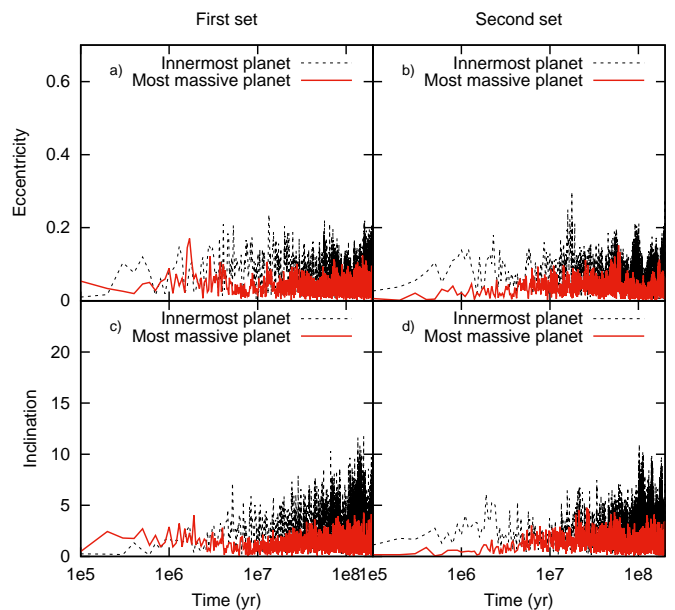 First set Second set
a) Innermost planet
Most massive planet
b) Innermost planet
Most massive planet
0.6
0.4
0.2
0
Eccentricity
c) Innermost planet
Most massive planet
d) Innermost planet
Most massive planet
20
15
10
5
0
Inclination
1e5 1e6 1e7 1e8 1e5 1e6 1e7 1e8
Time (yr) Time (yr)